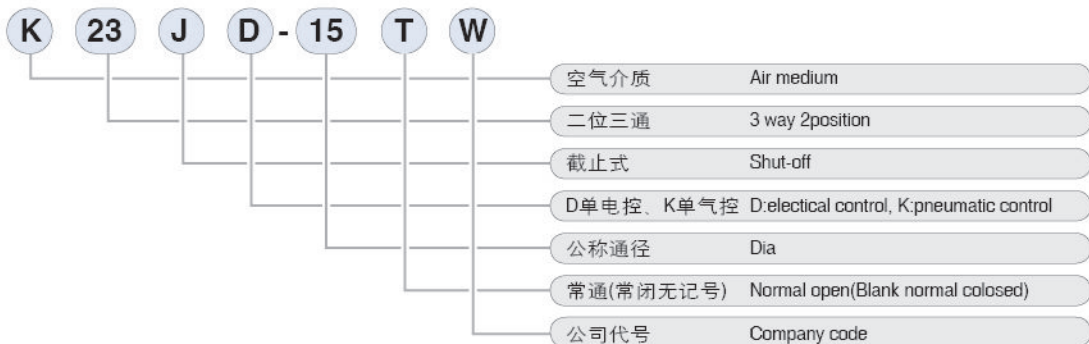 K 23 J D - 15 T W
空气介质 Air medium
二位三通 3 way 2position
截止式 Shut-off
D单电控、K单气控 D:electical control, K:pneumatic control
公称通径 Dia
常通(常闭无记号) Normal open(Blank normal colosed)
公司代号 Company code